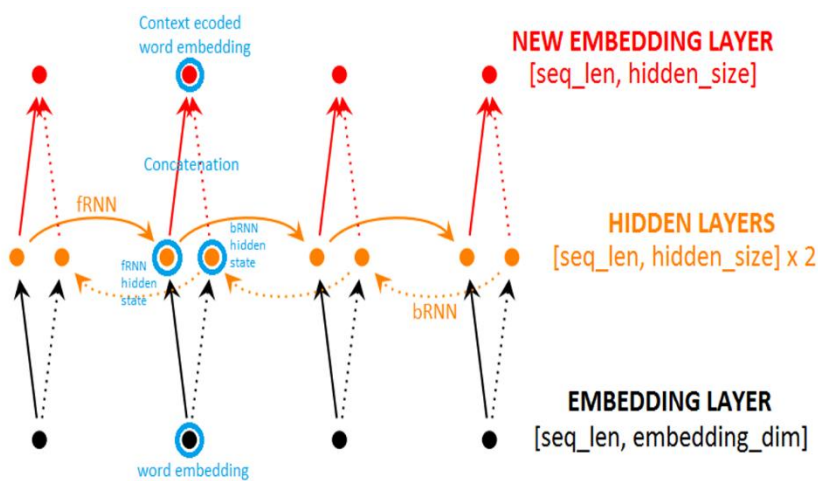 Context ecoded
word embedding
NEW EMBEDDING LAYER
[seq_len, hidden_size]
Concatenation
fRNN
bRNN
hidden
state
HIDDEN LAYERS
[seq_len, hidden_size] x 2
fRNN
hidden
state
bRNN
EMBEDDING LAYER
[seq_len, embedding_dim]
word embedding